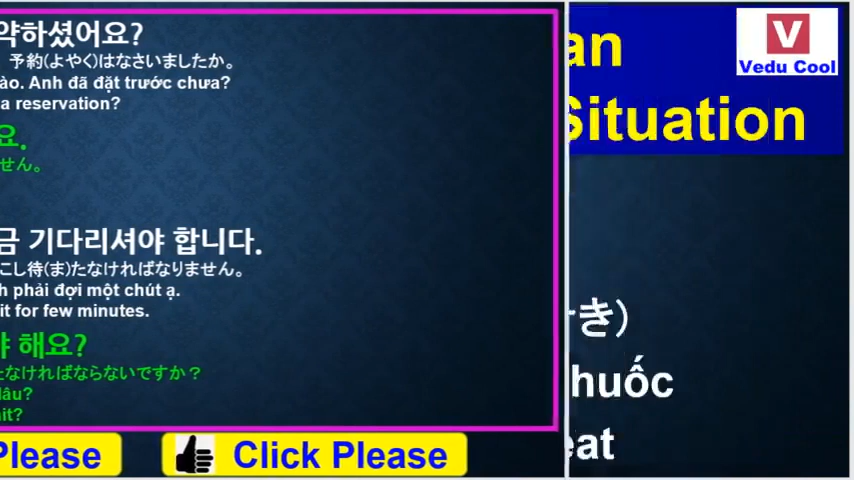 약하셨어요?
予約(よやく)はなさいましたか。
ào. Anh đã đặt trước chưa?
a reservation?
요.
せん。
금 기다리셔야 합니다.
こし待(ま)たなければなりません。
h phải đợi một chút ạ.
it for few minutes.
야 해요?
たなければならないですか？
lâu?
ait?
Please
Click Please
an
Situation
V
Vedu Cool
き）
huốc
eat